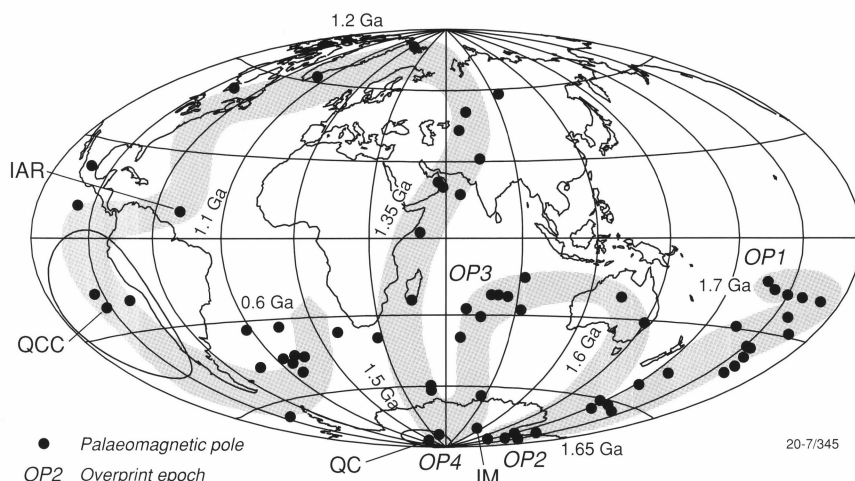 1.2 Ga
IAR
1.1 Ga
1.35 Ga
OP3
OP1
1.7 Ga
0.6 Ga
QCC
1.5 Ga
1.6 Ga
Palaeomagnetic pole
1.65 Ga
20-7/345
OP2 Overprint epoch
QC
OP4
OP2
IM